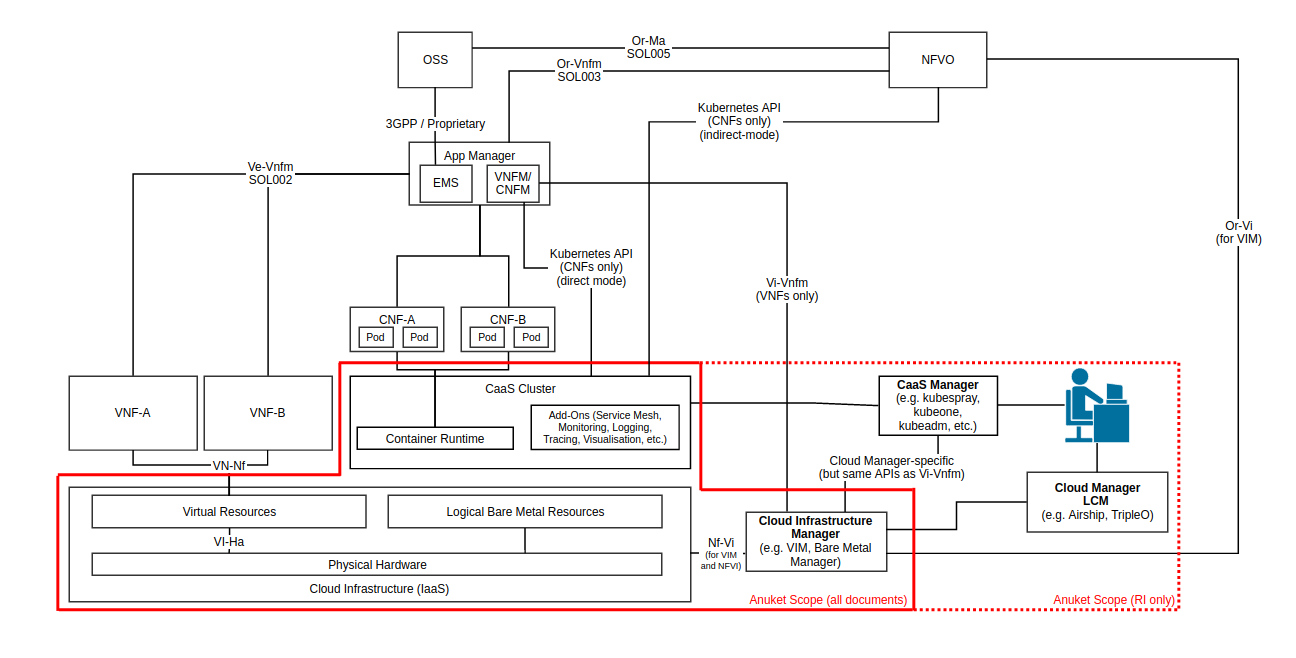 Or-Ma
SOL005
OSS
NFVO
Or-Vnfm
SOL003
Kubernetes API
(CNFs only)
(indirect-mode)
3GPP / Proprietary
App Manager
EMS
VNFM/
CNFM
Ve-Vnfm
SOL002
Or-Vi
(for VIM)
Kubernetes API
(CNFs only)
(direct mode)
Vi-Vnfm
(VNFs only)
CNF-A
Pod
Pod
CNF-B
Pod
Pod
VNF-A
VNF-B
CaaS Cluster
Add-Ons (Service Mesh,
Monitoring, Logging,
Tracing, Visualisation, etc.)
Container Runtime
CaaS Manager
(e.g. kubespray,
kubeone,
kubeadm, etc.)
VN-Nf
Cloud Manager-specific
(but same APIs as Vi-Vnfm)
Cloud Manager
LCM
(e.g. Airship, TripleO)
Virtual Resources
Logical Bare Metal Resources
VI-Ha
Physical Hardware
Cloud Infrastructure (IaaS)
Nf-Vi
(for VIM
and NFVI)
Cloud Infrastructure
Manager
(e.g. VIM, Bare Metal
Manager)
Anuket Scope (all documents)
Anuket Scope (RI only)